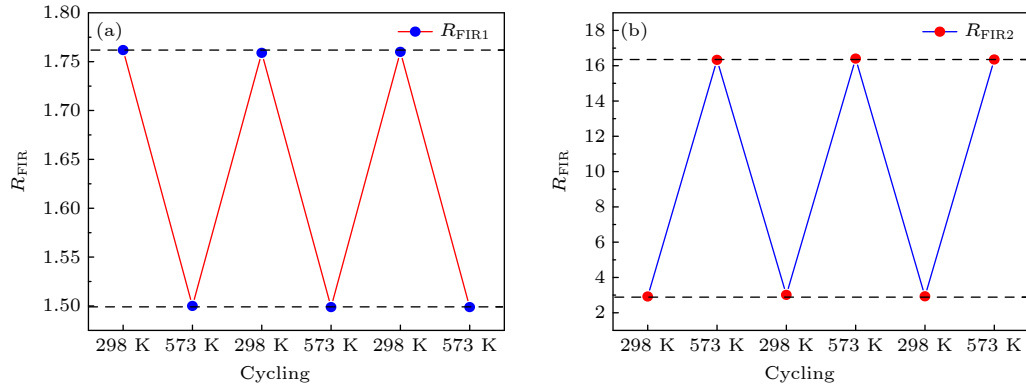 (a)
R_FIR1
1.80
1.75
1.70
1.65
1.60
1.55
1.50
R_FIR
298 K 573 K 298 K 573 K 298 K 573 K
Cycling
(b)
R_FIR2
18
16
14
12
10
8
6
4
2
R_FIR
298 K 573 K 298 K 573 K 298 K 573 K
Cycling